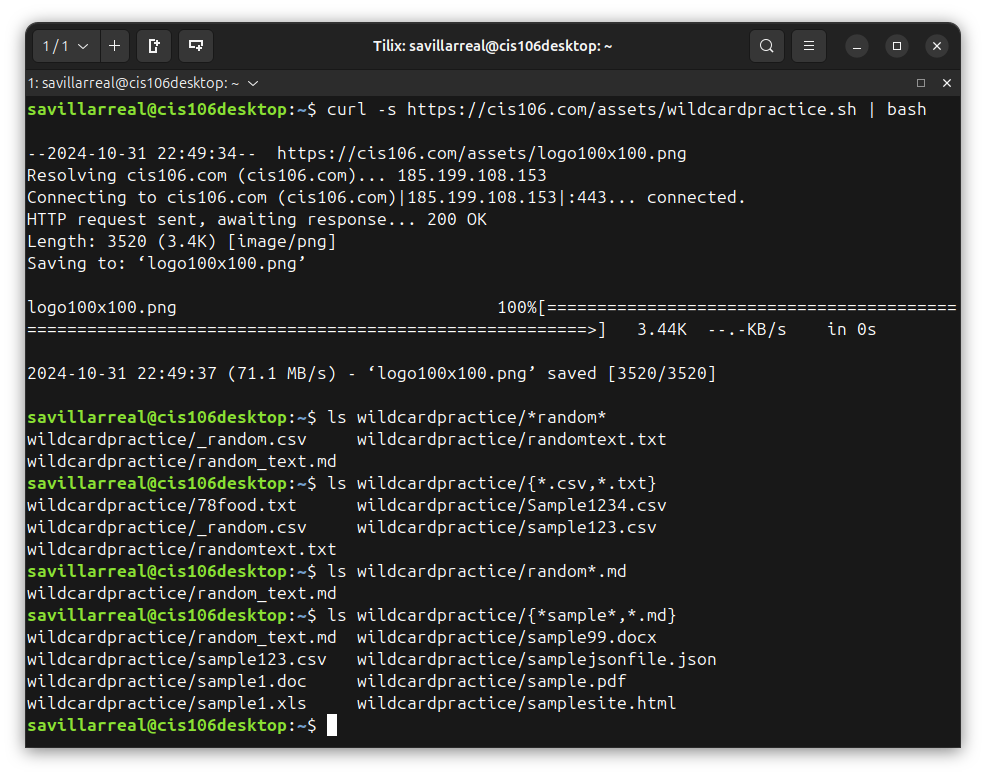 1 / 1
Tilix: savillarreal@cis106desktop: ~
1: savillarreal@cis106desktop: ~
savillarreal@cis106desktop:~$ curl -s https://cis106.com/assets/wildcardpractice.sh | bash
--2024-10-31 22:49:34--  https://cis106.com/assets/logo100x100.png
Resolving cis106.com (cis106.com)... 185.199.108.153
Connecting to cis106.com (cis106.com)|185.199.108.153|:443... connected.
HTTP request sent, awaiting response... 200 OK
Length: 3520 (3.4K) [image/png]
Saving to: ‘logo100x100.png’
logo100x100.png                                100%[=========================================
========================================================>]   3.44K  --.-KB/s    in 0s
2024-10-31 22:49:37 (71.1 MB/s) - ‘logo100x100.png’ saved [3520/3520]
savillarreal@cis106desktop:~$ ls wildcardpractice/*random*
wildcardpractice/_random.csv     wildcardpractice/randomtext.txt
wildcardpractice/random_text.md
savillarreal@cis106desktop:~$ ls wildcardpractice/{*.csv,*.txt}
wildcardpractice/78food.txt      wildcardpractice/Sample1234.csv
wildcardpractice/_random.csv     wildcardpractice/sample123.csv
wildcardpractice/randomtext.txt
savillarreal@cis106desktop:~$ ls wildcardpractice/random*.md
wildcardpractice/random_text.md
savillarreal@cis106desktop:~$ ls wildcardpractice/{*sample*,*.md}
wildcardpractice/random_text.md  wildcardpractice/sample99.docx
wildcardpractice/sample123.csv   wildcardpractice/samplejsonfile.json
wildcardpractice/sample1.doc     wildcardpractice/sample.pdf
wildcardpractice/sample1.xls     wildcardpractice/samplesite.html
savillarreal@cis106desktop:~$